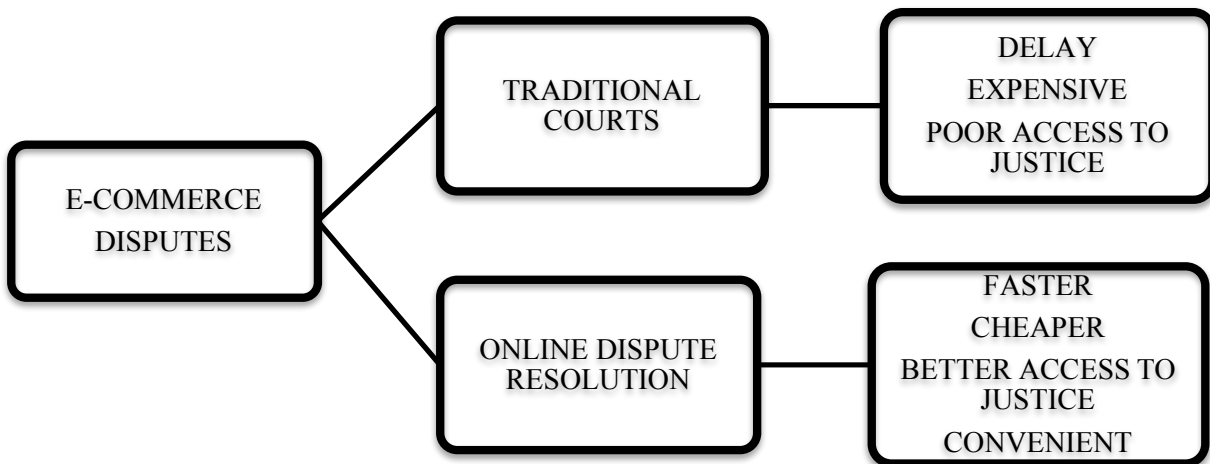 E-COMMERCE
DISPUTES
TRADITIONAL
COURTS
DELAY
EXPENSIVE
POOR ACCESS TO
JUSTICE
ONLINE DISPUTE
RESOLUTION
FASTER
CHEAPER
BETTER ACCESS TO
JUSTICE
CONVENIENT